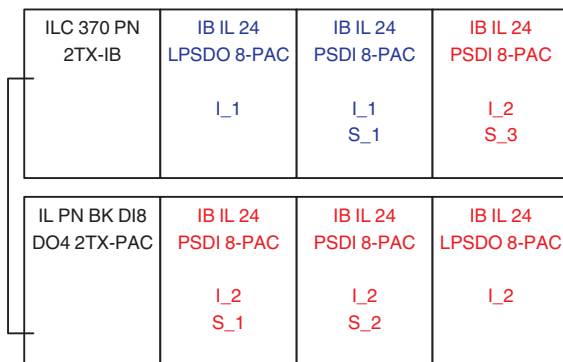 ILC 370 PN
2TX-IB
IB IL 24
LPSDO 8-PAC
I_1
IB IL 24
PSDI 8-PAC
I_1
S_1
IB IL 24
PSDI 8-PAC
I_2
S_3
IL PN BK DI8
DO4 2TX-PAC
IB IL 24
PSDI 8-PAC
I_2
S_1
IB IL 24
PSDI 8-PAC
I_2
S_2
IB IL 24
LPSDO 8-PAC
I_2